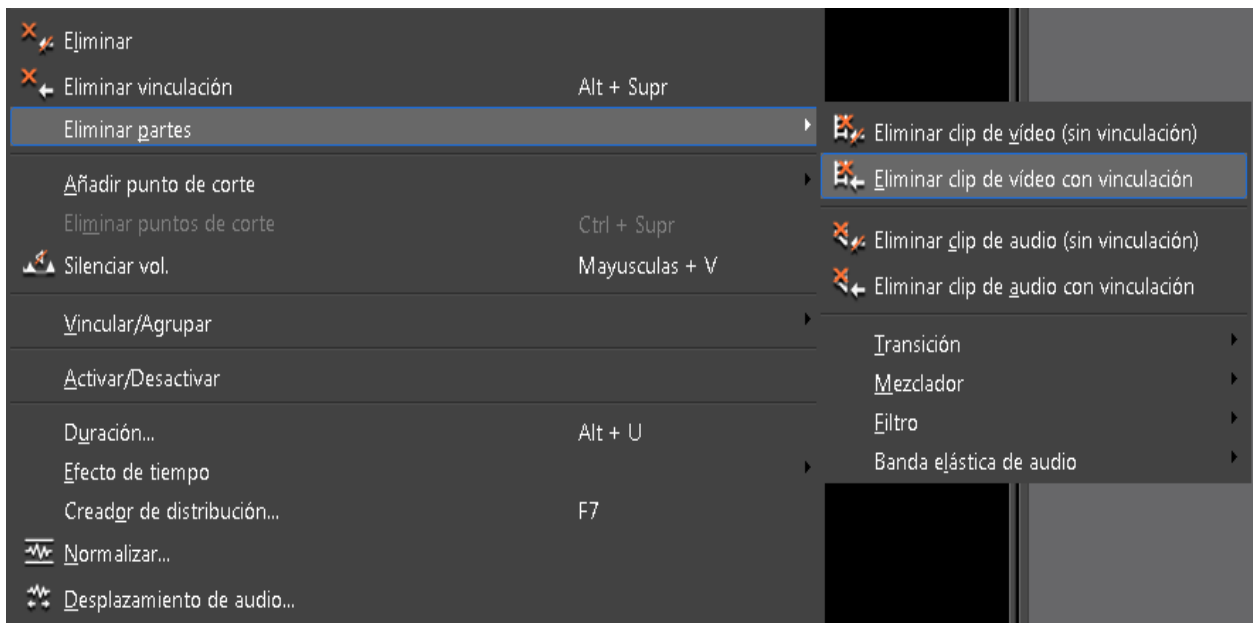 Eliminar
Eliminar vinculación Alt + Supr
Eliminar partes
Añadir punto de corte
Eliminar puntos de corte Ctrl + Supr
Silenciar vol. Mayusculas + V
Vincular/Agrupar
Activar/Desactivar
Duración... Alt + U
Efecto de tiempo
Creador de distribución... F7
Normalizar...
Desplazamiento de audio...
Eliminar clip de vídeo (sin vinculación)
Eliminar clip de vídeo con vinculación
Eliminar clip de audio (sin vinculación)
Eliminar clip de audio con vinculación
Transición
Mezclador
Filtro
Banda elástica de audio